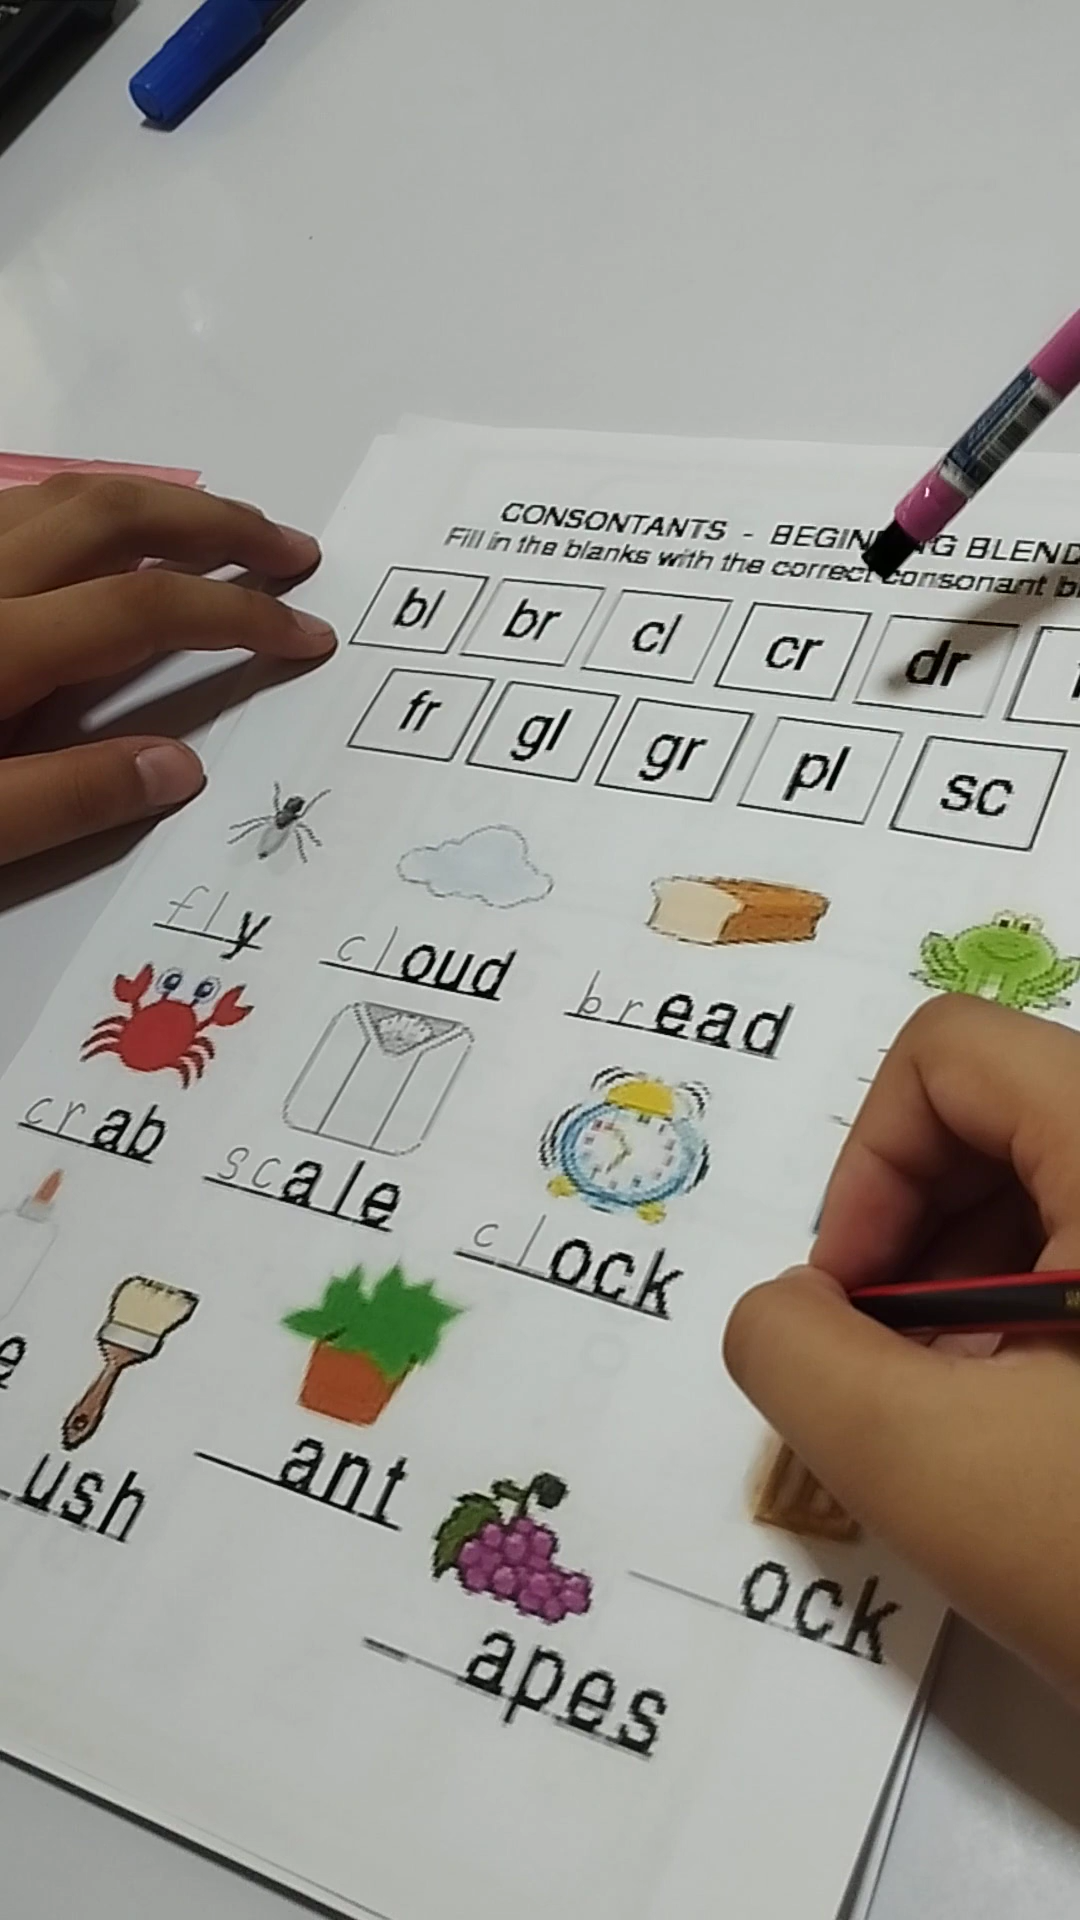 CONSONTANTS - BEGIN G BLEND
Fill in the blanks with the correct consonant b
bl br cl cr dr
fr gl gr pl sc
fly cloud bread
crab scale clock
e ush ant
apes ock